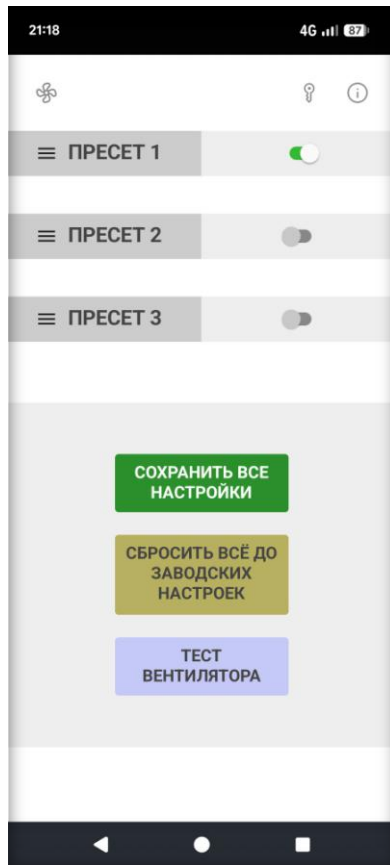 21:18
4G 87
ПРЕСЕТ 1
ПРЕСЕТ 2
ПРЕСЕТ 3
СОХРАНИТЬ ВСЕ
НАСТРОЙКИ
СБРОСИТЬ ВСЁ ДО
ЗАВОДСКИХ
НАСТРОЕК
ТЕСТ
ВЕНТИЛЯТОРА